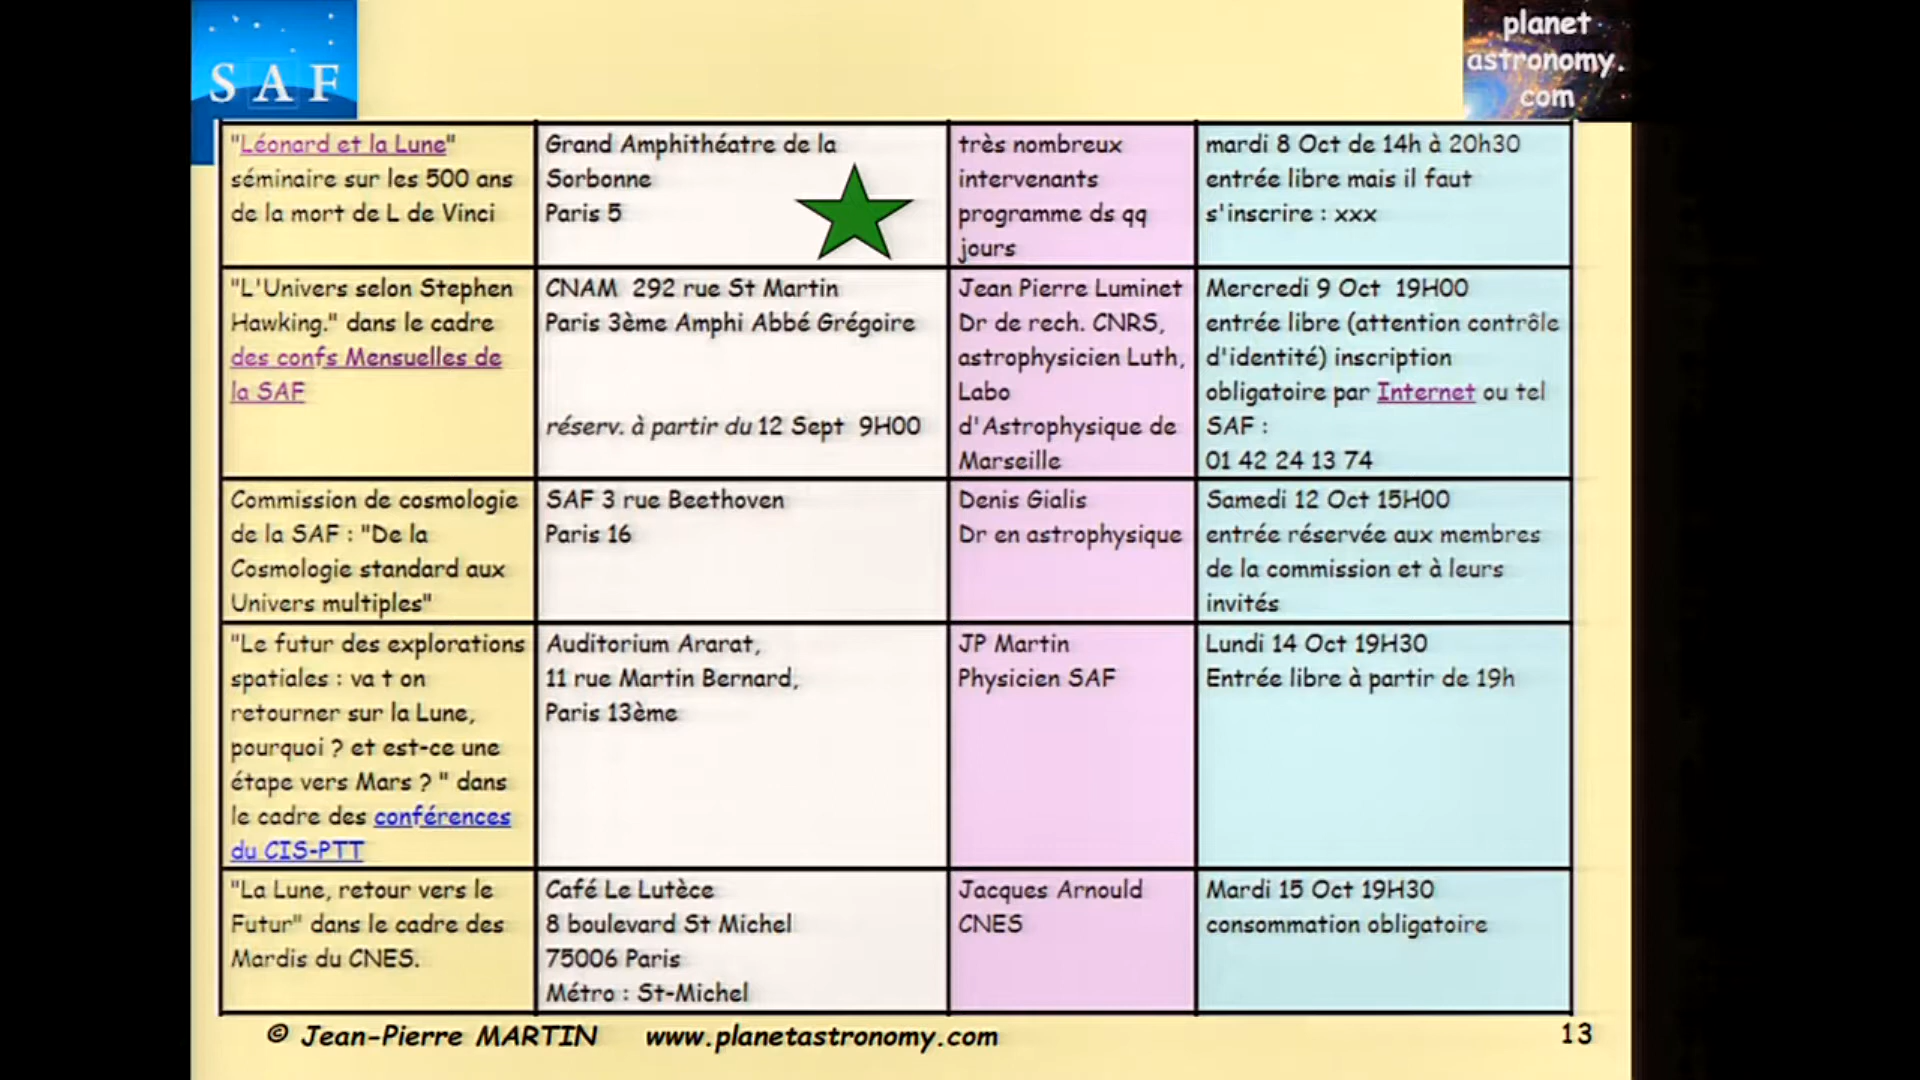 SAF
planet
astronomy.
com
"Léonard et la Lune"
séminaire sur les 500 ans
de la mort de L de Vinci
Grand Amphithéatre de la
Sorbonne
Paris 5
très nombreux
intervenants
programme ds qq
jours
mardi 8 Oct de 14h à 20h30
entrée libre mais il faut
s'inscrire : xxx
"L'Univers selon Stephen
Hawking." dans le cadre
des confs Mensuelles de
la SAF
CNAM 292 rue St Martin
Paris 3ème Amphi Abbé Grégoire
réserv. à partir du 12 Sept 9H00
Jean Pierre Luminet
Dr de rech. CNRS,
astrophysicien Luth,
Labo
d'Astrophysique de
Marseille
Mercredi 9 Oct 19H00
entrée libre (attention contrôle
d'identité) inscription
obligatoire par Internet ou tel
SAF :
01 42 24 13 74
Commission de cosmologie
de la SAF : "De la
Cosmologie standard aux
Univers multiples"
SAF 3 rue Beethoven
Paris 16
Denis Gialis
Dr en astrophysique
Samedi 12 Oct 15H00
entrée réservée aux membres
de la commission et à leurs
invités
"Le futur des explorations
spatiales : va t on
retourner sur la Lune,
pourquoi ? et est-ce une
étape vers Mars ? " dans
le cadre des conférences
du CIS-PTT
Auditorium Ararat,
11 rue Martin Bernard,
Paris 13ème
JP Martin
Physicien SAF
Lundi 14 Oct 19H30
Entrée libre à partir de 19h
"La Lune, retour vers le
Futur" dans le cadre des
Mardis du CNES.
Café Le Lutèce
8 boulevard St Michel
75006 Paris
Métro : St-Michel
Jacques Arnould
CNES
Mardi 15 Oct 19H30
consommation obligatoire
© Jean-Pierre MARTIN www.planetastronomy.com
13